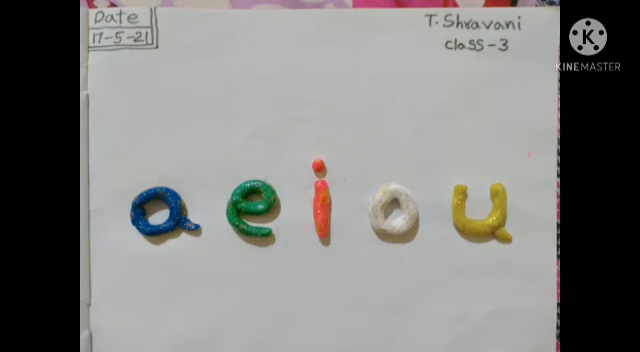 Date
17-5-21
T. Shravani
class-3
K
KINEMASTER
a e i o u